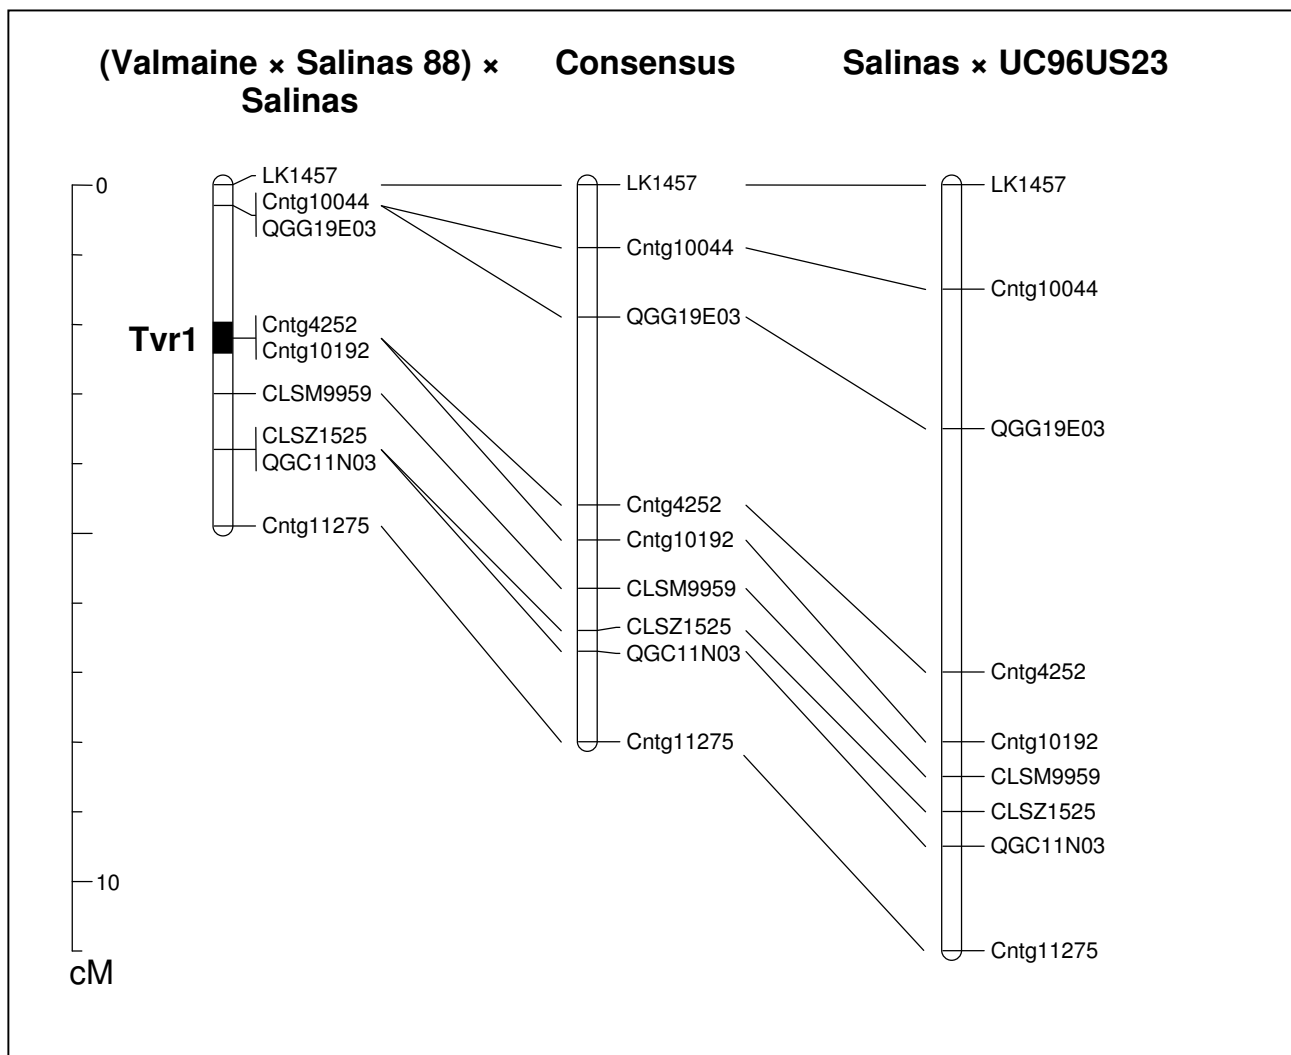 (Valmaine × Salinas 88) ×
Salinas
Consensus
Salinas × UC96US23
0
10
cM
Tvr1
LK1457
Cntg10044
QGG19E03
Cntg4252
Cntg10192
CLSM9959
CLSZ1525
QGC11N03
Cntg11275
LK1457
Cntg10044
QGG19E03
Cntg4252
Cntg10192
CLSM9959
CLSZ1525
QGC11N03
Cntg11275
LK1457
Cntg10044
QGG19E03
Cntg4252
Cntg10192
CLSM9959
CLSZ1525
QGC11N03
Cntg11275